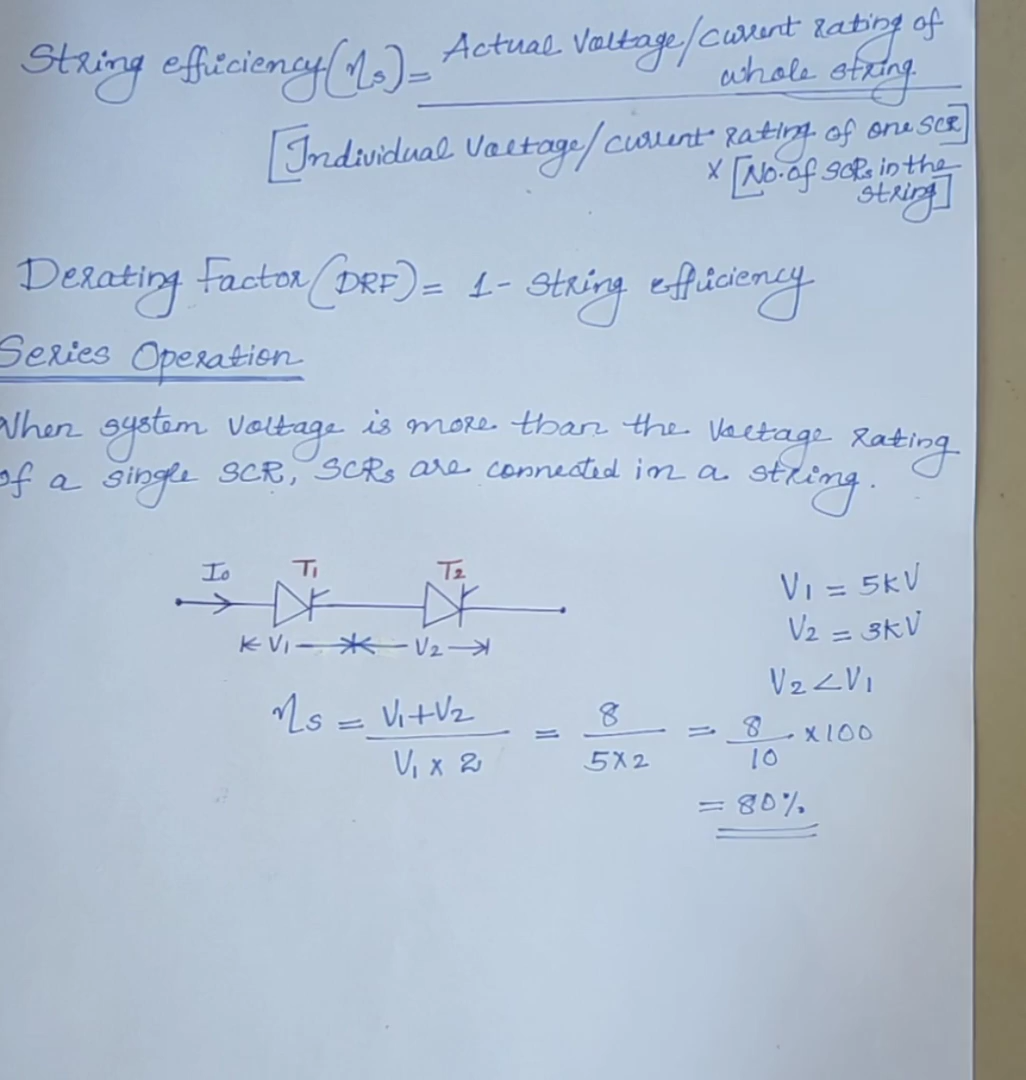 String efficiency(ηs)= Actual Voltage/current rating of
whole string
[Individual Voltage/current rating of one SCR]
x [No. of SCRs in the
string]
Derating Factor (DRF) = 1- String efficiency
Series Operation
When system voltage is more than the voltage rating
of a single SCR, SCRs are connected in a string.
Io T1 T2
V1 V2
V1 = 5kV
V2 = 3kV
V2 < V1
ηs = V1+V2 / V1 x 2 = 8 / 5x2 = 8 / 10 x 100
= 80%